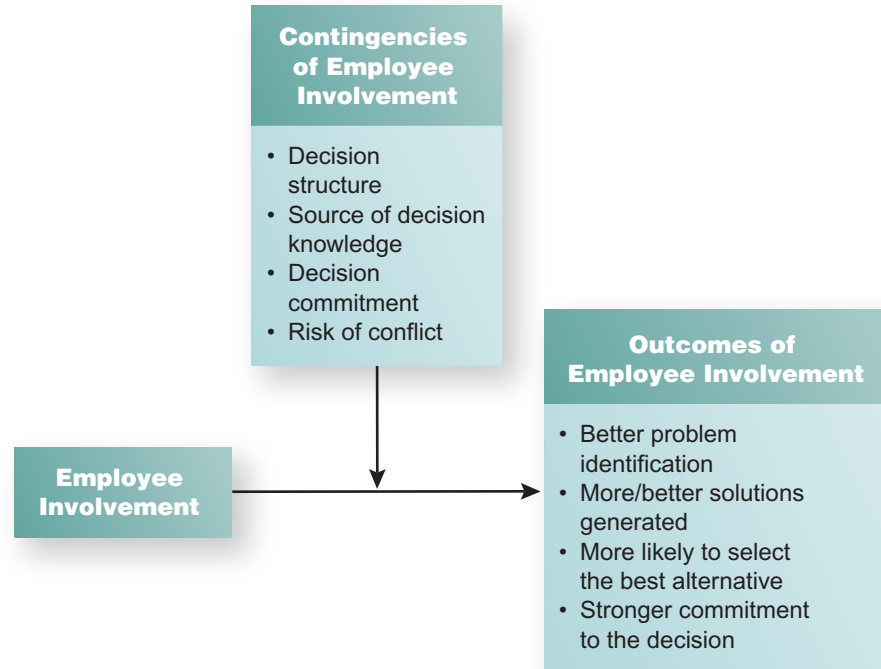 Contingencies
of Employee
Involvement
• Decision
structure
• Source of decision
knowledge
• Decision
commitment
• Risk of conflict
Employee
Involvement
Outcomes of
Employee Involvement
• Better problem
identification
• More/better solutions
generated
• More likely to select
the best alternative
• Stronger commitment
to the decision